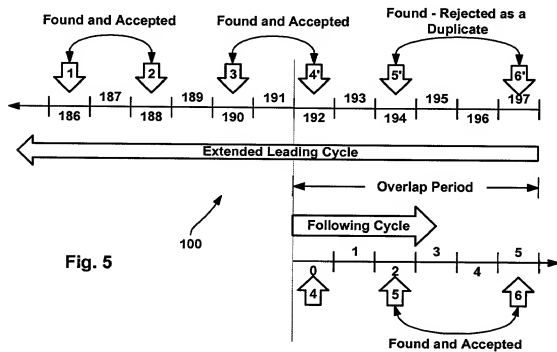 Found and Accepted
Found and Accepted
Found - Rejected as a
Duplicate
1 2 3 4' 5' 6'
187 189 191 193 195 197
186 188 190 192 194 196
Extended Leading Cycle
Overlap Period
Following Cycle
100
Fig. 5
1 3 5
0 2 4
4 5 6
Found and Accepted